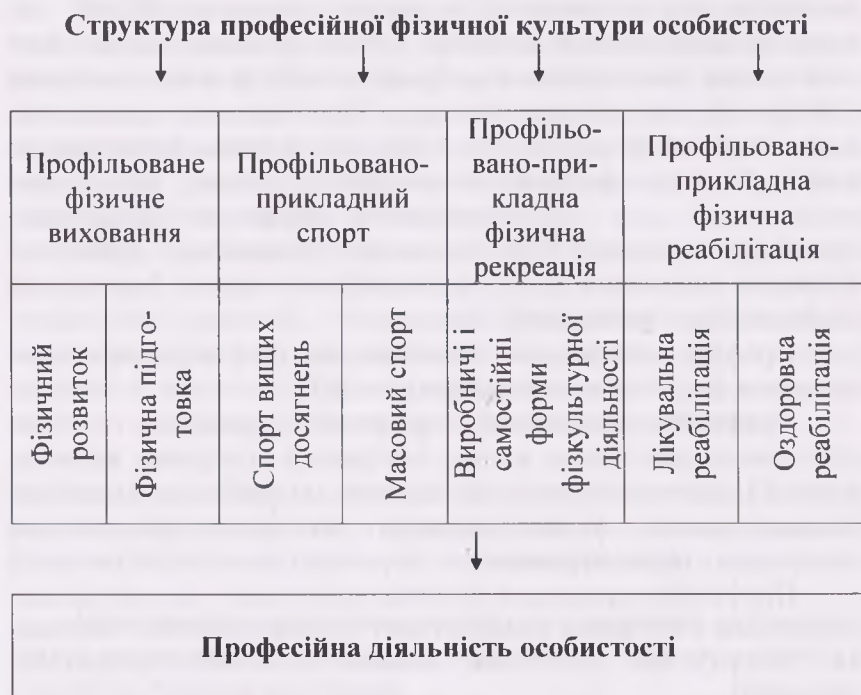 Структура професійної фізичної культури особистості
Профільоване
фізичне
виховання
Профільовано-
прикладний
спорт
Профільо-
вано-при-
кладна
фізична
рекреація
Профільовано-
прикладна
фізична
реабілітація
Фізичний
розвиток
Фізична підго-
товка
Спорт вищих
досягнень
Масовий спорт
Виробничі і
самостійні
форми
фізкультурної
діяльності
Лікувальна
реабілітація
Оздоровча
реабілітація
Професійна діяльність особистості